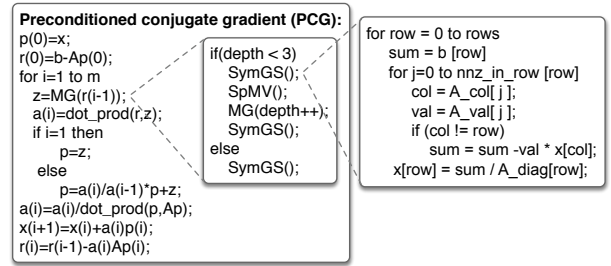 Preconditioned conjugate gradient (PCG):
p(0)=x;
r(0)=b-Ap(0);
for i=1 to m
z=MG(r(i-1));
a(i)=dot_prod(r,z);
if i=1 then
p=z;
else
p=a(i)/a(i-1)*p+z;
a(i)=a(i)/dot_prod(p,Ap);
x(i+1)=x(i)+a(i)p(i);
r(i)=r(i-1)-a(i)Ap(i);
if(depth < 3)
SymGS();
SpMV();
MG(depth++);
SymGS();
else
SymGS();
for row = 0 to rows
sum = b [row]
for j=0 to nnz_in_row [row]
col = A_col[ j ];
val = A_val[ j ];
if (col != row)
sum = sum -val * x[col];
x[row] = sum / A_diag[row];